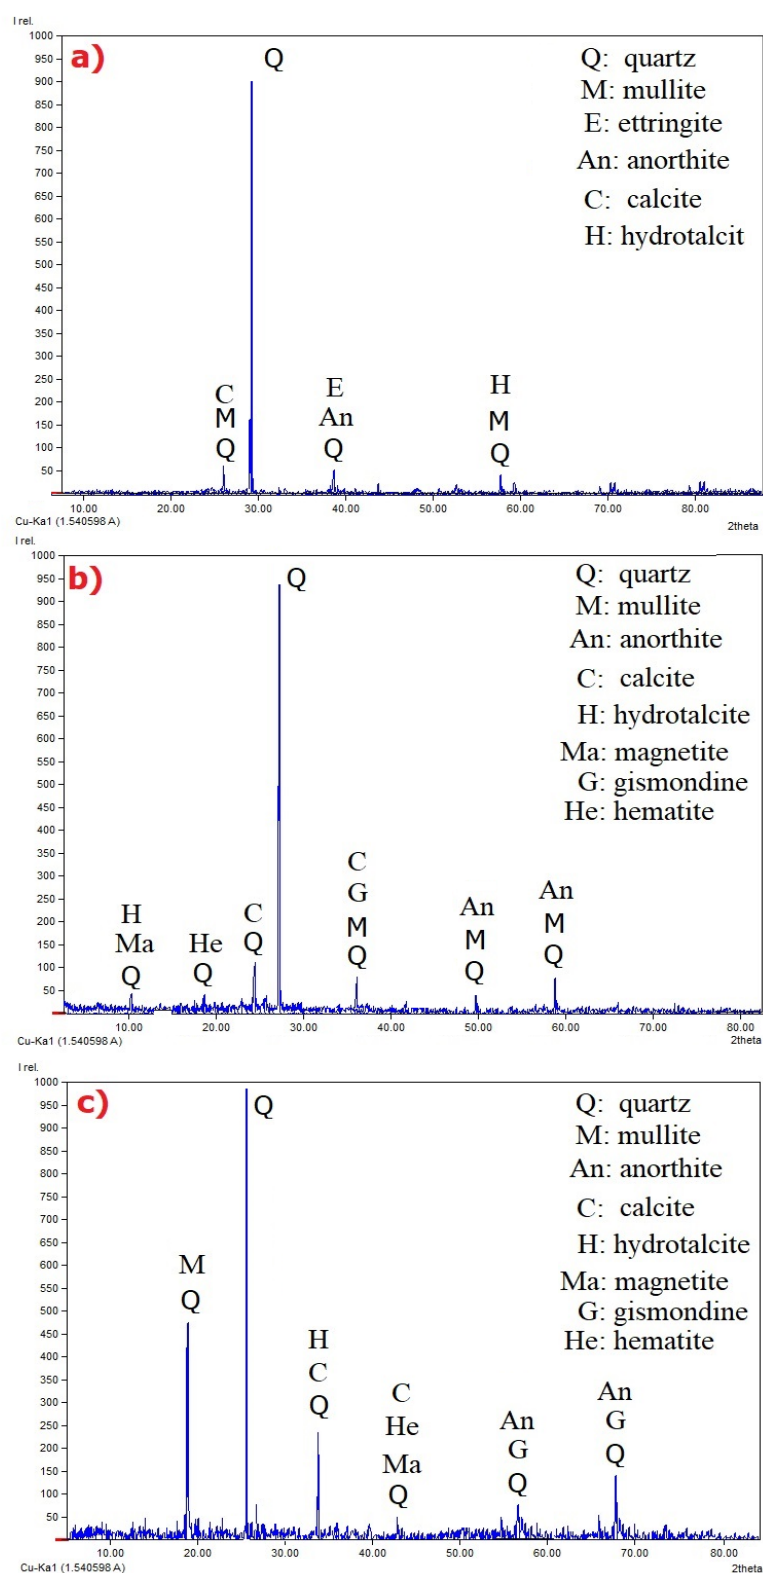 I rel.
1000
a)
Q
Q: quartz
950
M: mullite
900
E: ettringite
850
An: anorthite
800
C: calcite
750
H: hydrotalcit
700
650
600
550
500
450
400
350
300
250
200
150
100
50
C
M
Q
E
An
Q
H
M
Q
10.00 20.00 30.00 40.00 50.00 60.00 70.00 80.00
Cu-Ka1 (1.540598 A)
2theta
I rel.
1000
b)
Q
Q: quartz
950
M: mullite
900
An: anorthite
850
C: calcite
800
H: hydrotalcite
750
Ma: magnetite
700
G: gismondine
650
He: hematite
600
550
500
450
400
350
300
250
200
150
100
50
H
Ma
Q
He
Q
C
Q
C
G
M
Q
An
M
Q
An
M
Q
10.00 20.00 30.00 40.00 50.00 60.00 70.00 80.00
Cu-Ka1 (1.540598 A)
2theta
I rel.
1000
c)
Q
Q: quartz
950
M: mullite
900
An: anorthite
850
C: calcite
800
H: hydrotalcite
750
Ma: magnetite
700
G: gismondine
650
He: hematite
600
550
500
450
400
350
300
250
200
150
100
50
M
Q
H
C
Q
C
He
Ma
Q
An
G
Q
An
G
Q
10.00 20.00 30.00 40.00 50.00 60.00 70.00 80.00
Cu-Ka1 (1.540598 A)
2theta